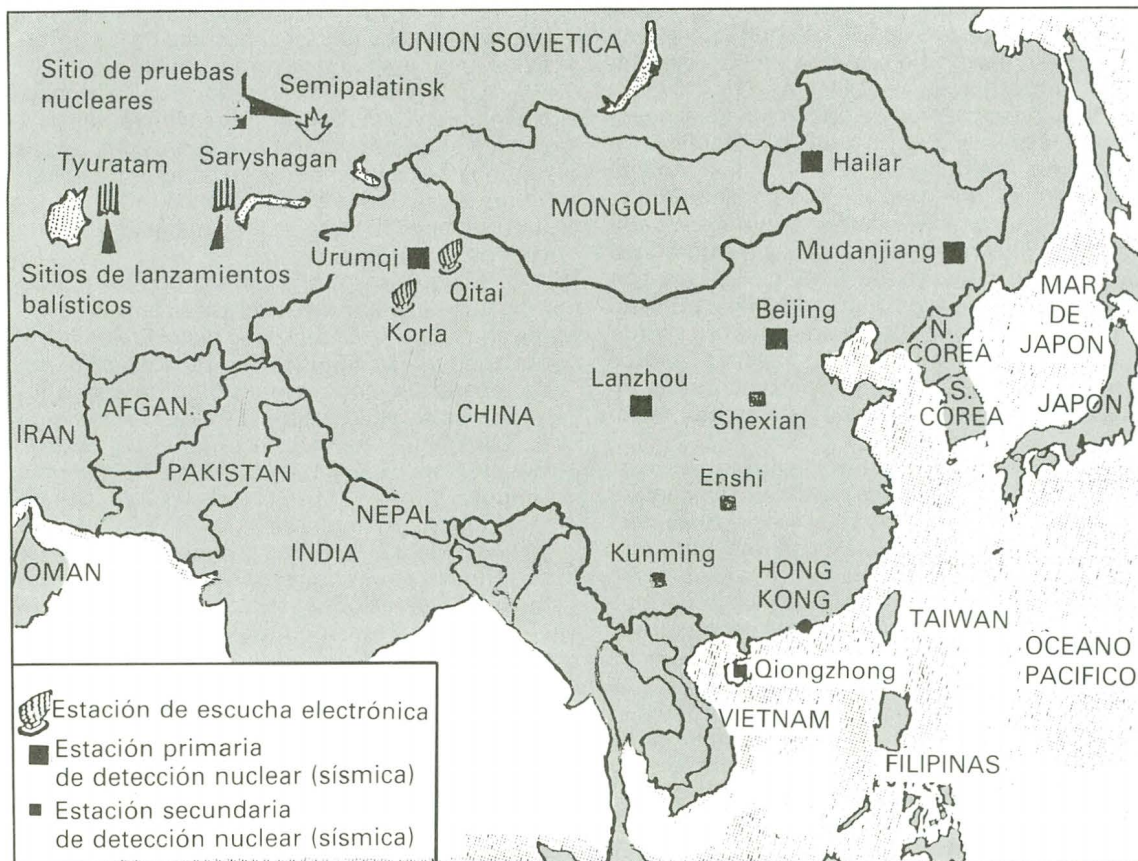 UNION SOVIETICA
Sitio de pruebas
nucleares
Semipalatinsk
Tyuratam
Saryshagan
Hailar
MONGOLIA
Mudanjiang
Urumqi
Sitios de lanzamientos
balísticos
Qitai
Korla
MAR
DE
JAPON
Beijing
N.
COREA
Lanzhou
S.
COREA
JAPON
AFGAN.
CHINA
Shexian
IRAN
PAKISTAN
Enshi
NEPAL
INDIA
Kunming
HONG
KONG
OMAN
TAIWAN
OCEANO
PACIFICO
Qiongzhong
VIETNAM
FILIPINAS
Estación de escucha electrónica
Estación primaria
de detección nuclear (sísmica)
Estación secundaria
de detección nuclear (sísmica)